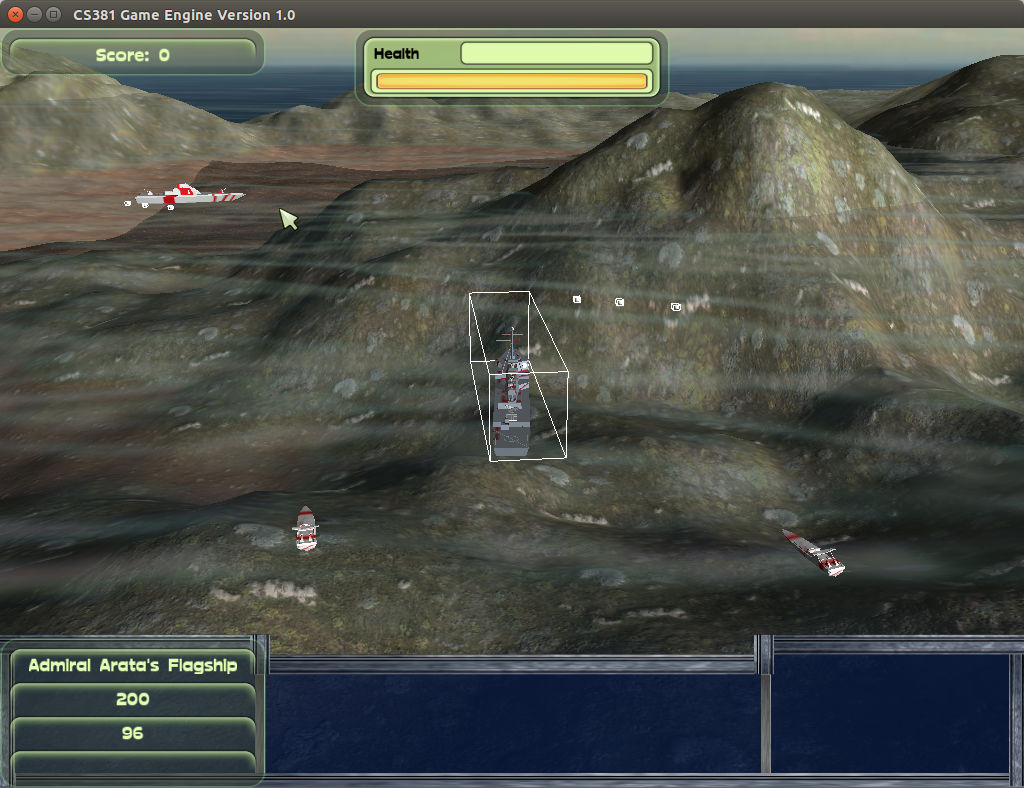 CS381 Game Engine Version 1.0
Score: 0
Health
Admiral Arata's Flagship
200
96